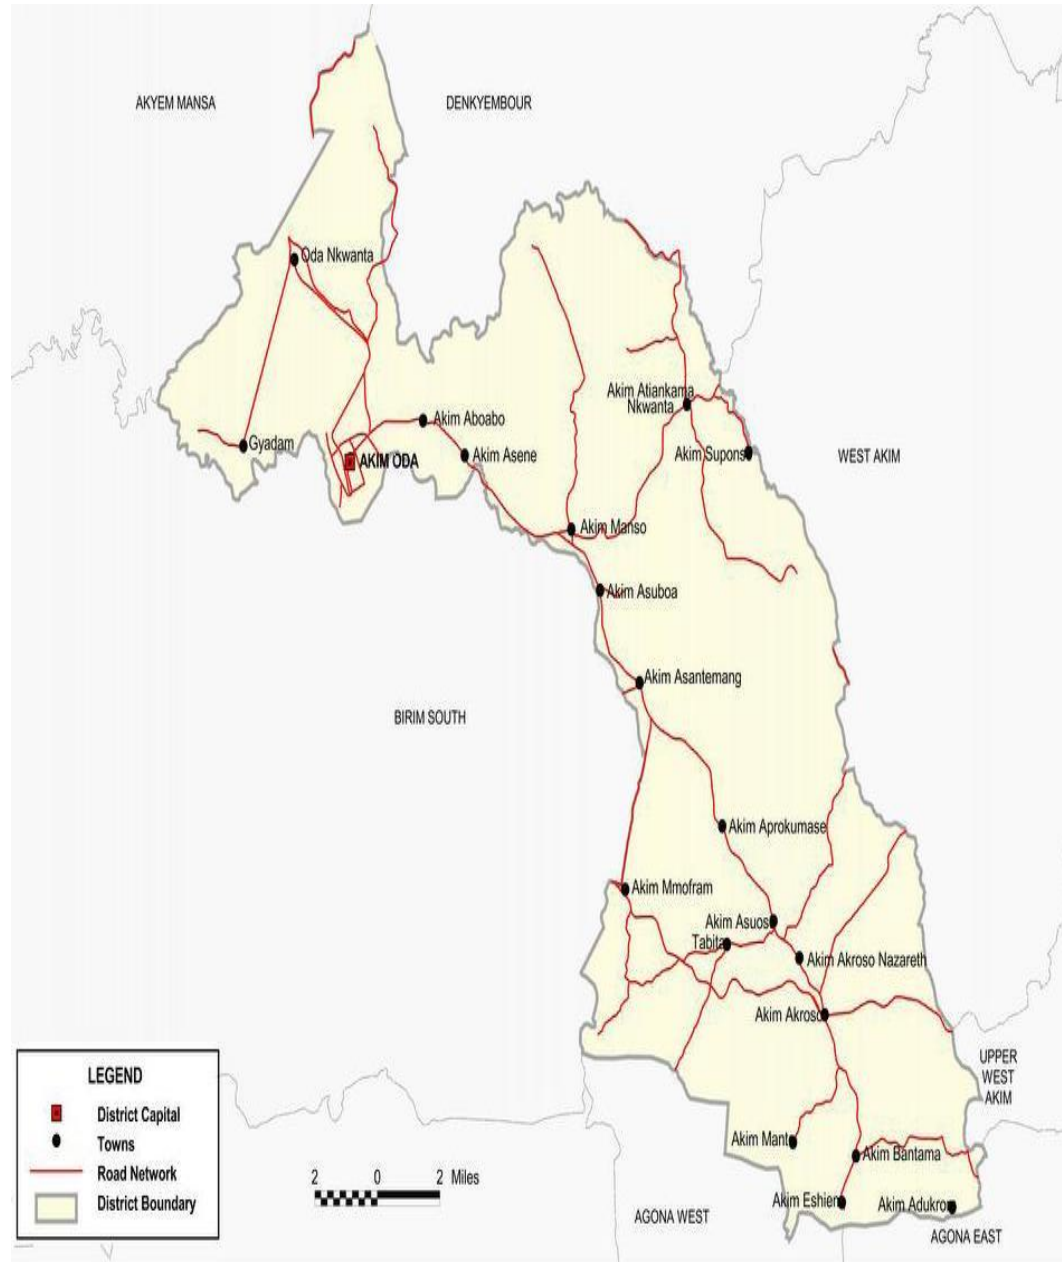 AKYEM MANSA
DENKYEMBOUR
Oda Nkwanta
Akim Atiankama
Nkwanta
Akim Aboabo
Gyadam
AKIM ODA
Akim Asene
Akim Supons
WEST AKIM
Akim Manso
Akim Asuboa
Akim Asantemang
BIRIM SOUTH
Akim Aprokumase
Akim Mmofram
Akim Asuos
Tabita
Akim Akroso Nazareth
Akim Akroso
UPPER
WEST
AKIM
LEGEND
District Capital
Towns
Road Network
District Boundary
2 0 2 Miles
Akim Mant
Akim Bantama
Akim Eshiem
Akim Adukrom
AGONA WEST
AGONA EAST